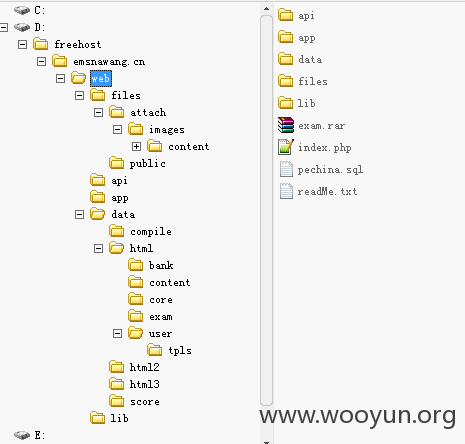 C:
D:
freehost
emsnawang.cn
web
files
attach
images
content
public
api
app
data
compile
html
bank
content
core
exam
user
tpls
html2
html3
score
lib
E:
api
app
data
files
lib
exam.rar
index.php
pechina.sql
readMe.txt
www.wooyun.org